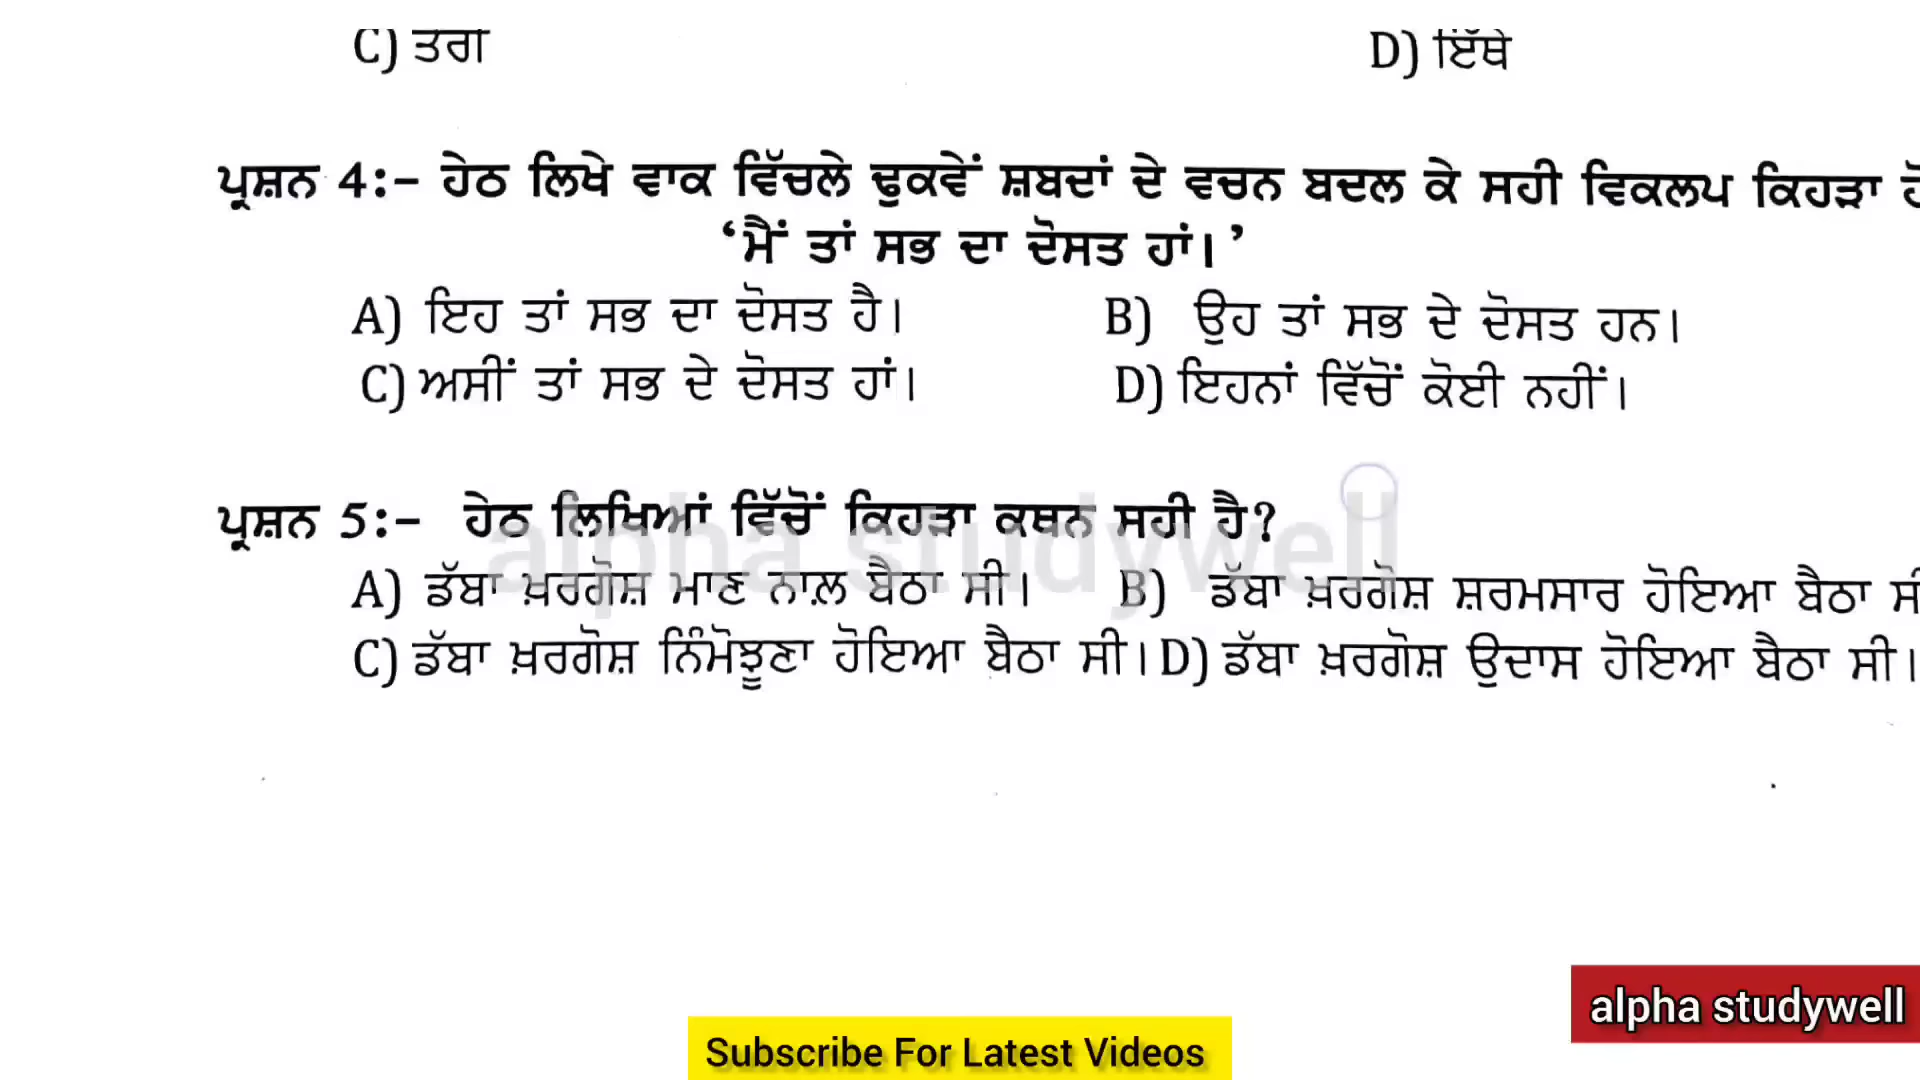 C) ਤਰੀ D) ਇੱਥੇ
ਪ੍ਰਸ਼ਨ 4:- ਹੇਠ ਲਿਖੇ ਵਾਕ ਵਿੱਚਲੇ ਢੁਕਵੇਂ ਸ਼ਬਦਾਂ ਦੇ ਵਚਨ ਬਦਲ ਕੇ ਸਹੀ ਵਿਕਲਪ ਕਿਹੜਾ
‘ਮੈਂ ਤਾਂ ਸਭ ਦਾ ਦੋਸਤ ਹਾਂ।’
A) ਇਹ ਤਾਂ ਸਭ ਦਾ ਦੋਸਤ ਹੈ। B) ਉਹ ਤਾਂ ਸਭ ਦੇ ਦੋਸਤ ਹਨ।
C) ਅਸੀਂ ਤਾਂ ਸਭ ਦੇ ਦੋਸਤ ਹਾਂ। D) ਇਹਨਾਂ ਵਿੱਚੋਂ ਕੋਈ ਨਹੀਂ।
ਪ੍ਰਸ਼ਨ 5:- ਹੇਠ ਲਿਖਿਆਂ ਵਿੱਚੋਂ ਕਿਹੜਾ ਕਥਨ ਸਹੀ ਹੈ?
alpha studywell
A) ਡੱਬਾ ਖ਼ਰਗੋਸ਼ ਮਾਣ ਨਾਲ਼ ਬੈਠਾ ਸੀ। B) ਡੱਬਾ ਖ਼ਰਗੋਸ਼ ਸ਼ਰਮਸਾਰ ਹੋਇਆ ਬੈਠਾ
C) ਡੱਬਾ ਖ਼ਰਗੋਸ਼ ਨਿੰਮੋਝੂਣਾ ਹੋਇਆ ਬੈਠਾ ਸੀ। D) ਡੱਬਾ ਖ਼ਰਗੋਸ਼ ਉਦਾਸ ਹੋਇਆ ਬੈਠਾ ਸੀ।
alpha studywell
Subscribe For Latest Videos